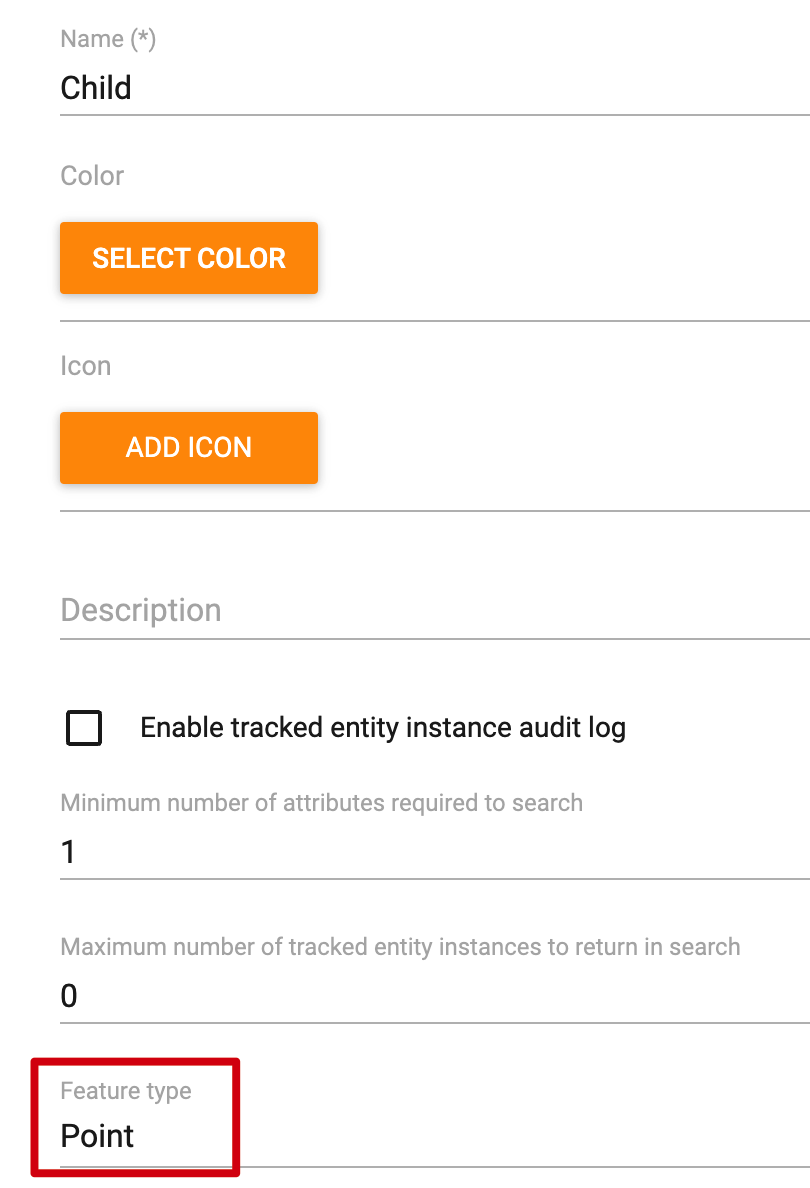 Name (*)
Child
Color
SELECT COLOR
Icon
ADD ICON
Description
Enable tracked entity instance audit log
Minimum number of attributes required to search
1
Maximum number of tracked entity instances to return in search
0
Feature type
Point